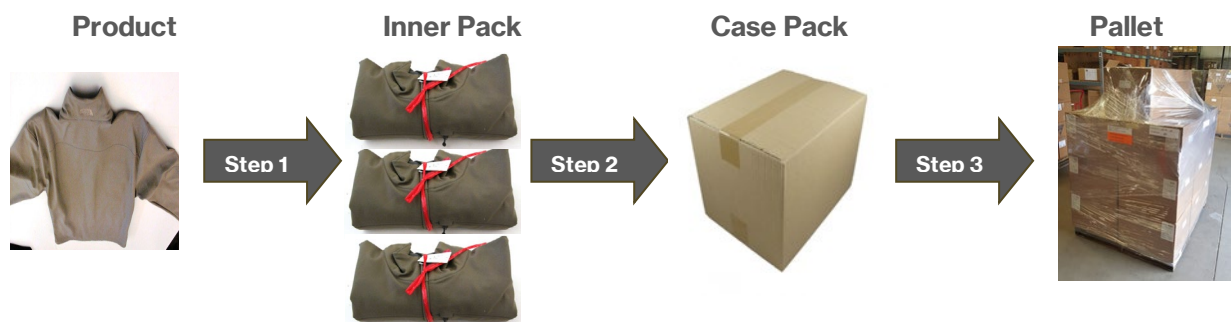 Product
Inner Pack
Case Pack
Pallet
Step 1
Step 2
Step 3